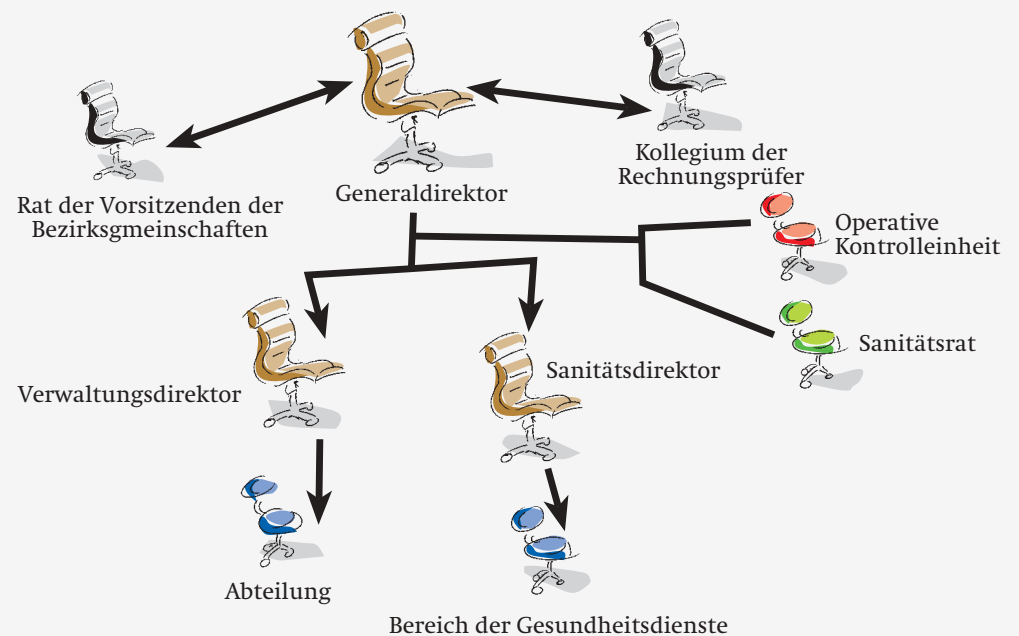 Kollegium der
Rechnungsprüfer
Generaldirektor
Rat der Vorsitzenden der
Bezirksgmeinschaften
Operative
Kontrolleinheit
Sanitätsrat
Verwaltungsdirektor
Sanitätsdirektor
Abteilung
Bereich der Gesundheitsdienste